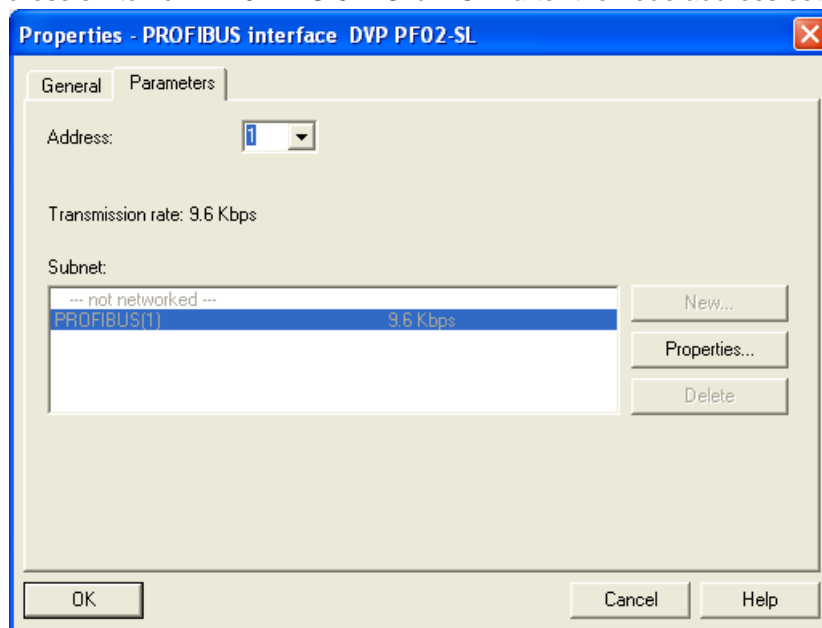 Properties - PROFIBUS interface DVP PF02-SL
General Parameters
Address: 1
Transmission rate: 9.6 Kbps
Subnet:
--- not networked ---
PROFIBUS(1) 9.6 Kbps
New...
Properties...
Delete
OK Cancel Help